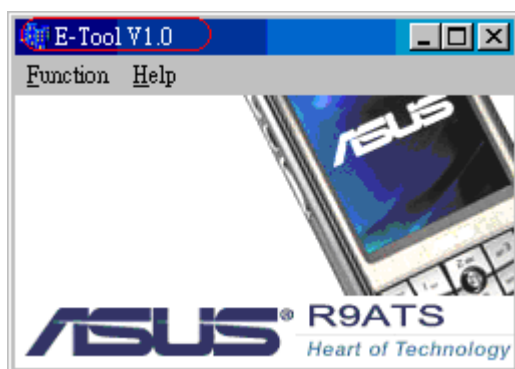 E-Tool V1.0
Function Help
ASUS
ASUS® R9ATS
Heart of Technology